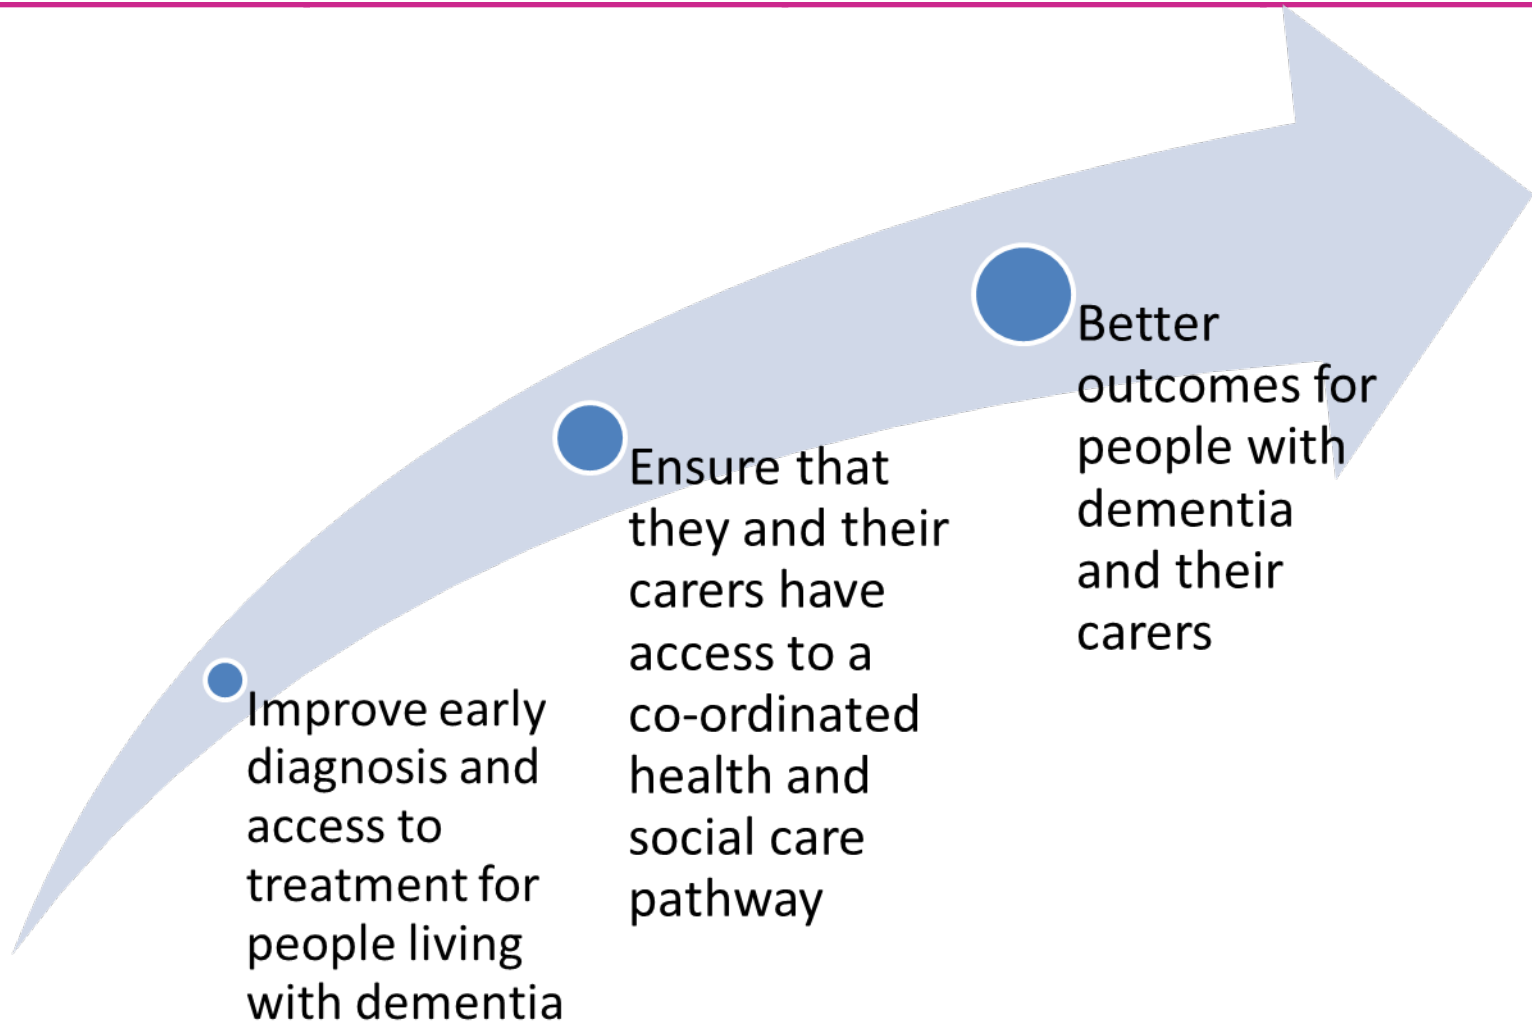 Improve early
diagnosis and
access to
treatment for
people living
with dementia
Ensure that
they and their
carers have
access to a
co-ordinated
health and
social care
pathway
Better
outcomes for
people with
dementia
and their
carers